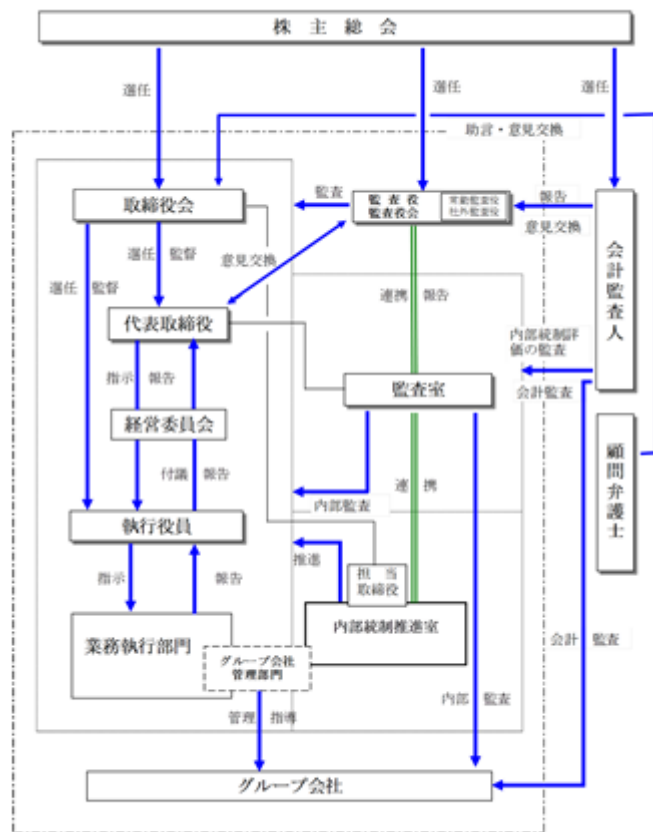 株主総会
選任
選任
選任
助言・意見交換
取締役会
監査
監査役
監査役会
常勤監査役
社外監査役
報告
意見交換
会計監査人
選任 監督
選任 監督
意見交換
連携 報告
代表取締役
内部統制評
価の監査
会計監査
指示 報告
監査室
経営委員会
顧問弁護士
付議 報告
内部監査
連携
執行役員
推進
担当
取締役
指示 報告
業務執行部門
内部統制推進室
グループ会社
管理部門
会計 監査
内部 監査
管理 指導
グループ会社